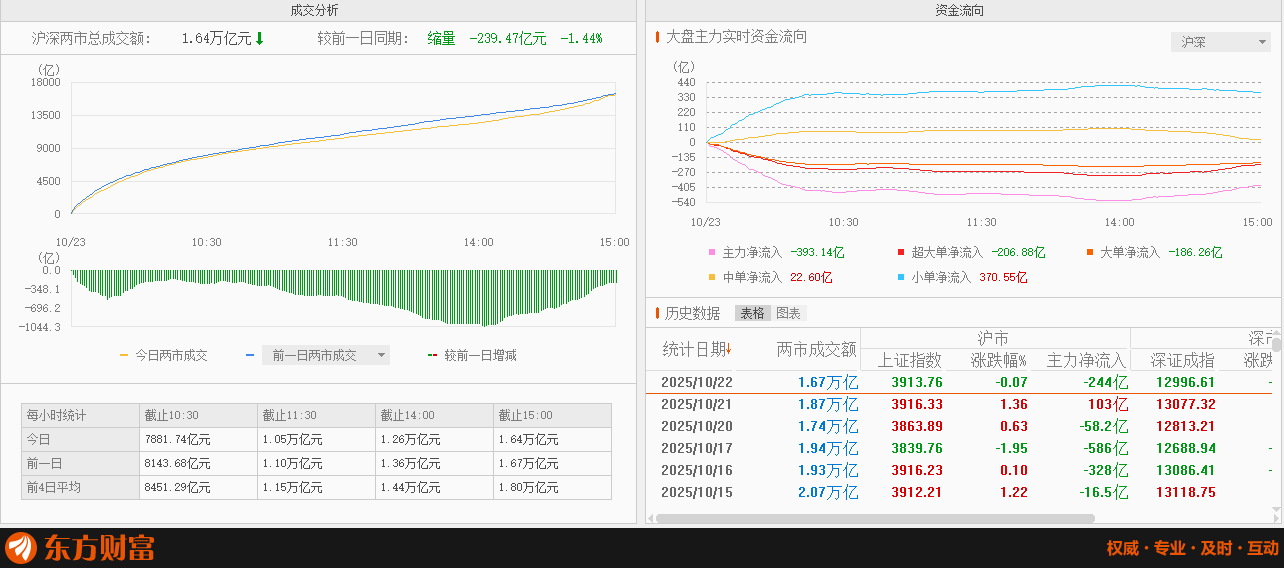 成交分析
沪深两市总成交额： 1.64万亿元 较前一日同期： 缩量 -239.47亿元 -1.44%
(亿)
18000
13500
9000
4500
0
10/23 10:30 11:30 14:00 15:00
(亿)
0.0
-348.1
-696.2
-1044.3
今日两市成交 前一日两市成交 较前一日增减
每小时统计 截止10:30 截止11:30 截止14:00 截止15:00
今日 7881.74亿元 1.05万亿元 1.26万亿元 1.64万亿元
前一日 8143.68亿元 1.10万亿元 1.36万亿元 1.67万亿元
前4日平均 8451.29亿元 1.15万亿元 1.44万亿元 1.80万亿元
资金流向
大盘主力实时资金流向 沪深
(亿)
440
330
220
110
0
-135
-270
-405
-540
10/23 10:30 11:30 14:00 15:00
主力净流入 -393.14亿 超大单净流入 -206.88亿 大单净流入 -186.26亿
中单净流入 22.60亿 小单净流入 370.55亿
历史数据 表格 图表
统计日期 两市成交额 沪市 深市
上证指数 涨跌幅% 主力净流入 深证成指 涨跌
2025/10/22 1.67万亿 3913.76 -0.07 -244亿 12996.61 -
2025/10/21 1.87万亿 3916.33 1.36 103亿 13077.32
2025/10/20 1.74万亿 3863.89 0.63 -58.2亿 12813.21
2025/10/17 1.94万亿 3839.76 -1.95 -586亿 12688.94 -
2025/10/16 1.93万亿 3916.23 0.10 -328亿 13086.41 -
2025/10/15 2.07万亿 3912.21 1.22 -16.5亿 13118.75
东方财富 权威·专业·及时·互动